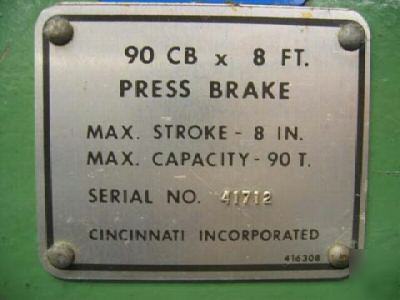 90 CB x 8 FT.
PRESS BRAKE
MAX. STROKE - 8 IN.
MAX. CAPACITY - 90 T.
SERIAL NO. 41712
CINCINNATI INCORPORATED
416308